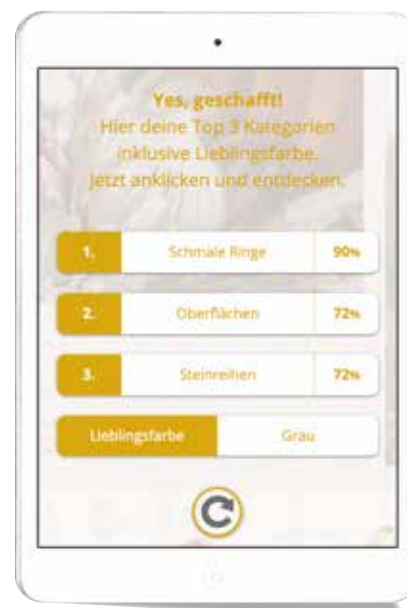 Yes, geschafft!
Hier deine Top 3 Kategorien
inklusive Lieblingsfarbe.
Jetzt anklicken und entdecken.
1. Schmale Ringe 90%
2. Oberflächen 72%
3. Steinreihen 72%
Lieblingsfarbe Grau